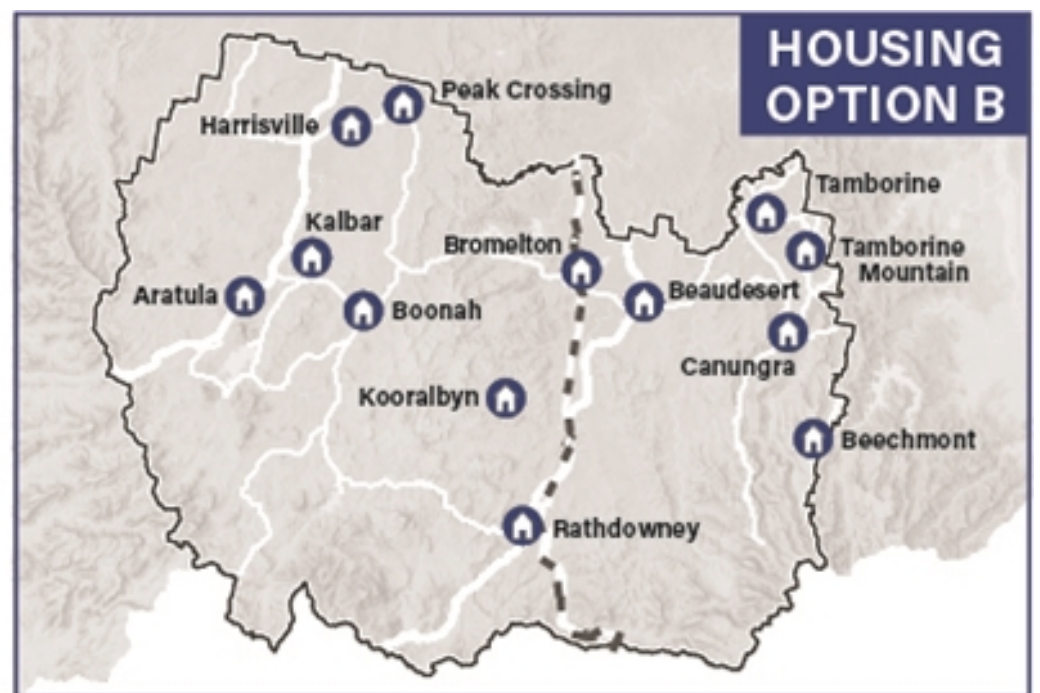 HOUSING
OPTION B
Peak Crossing
Harrisville
Tamborine
Kalbar
Bromelton
Tamborine
Mountain
Aratula
Boonah
Beaudesert
Canungra
Kooralbyn
Beechmont
Rathdowney